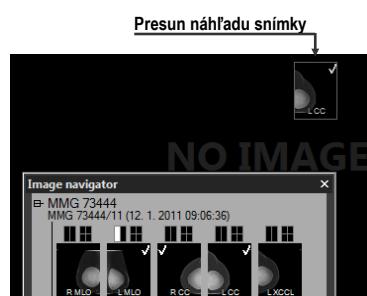 Presun náhľadu snímky
L CC
NO IMAGE
Image navigator
MMG 73444
MMG 73444/11 (12. 1. 2011 09:06:36)
R MLO L MLO R CC L CC L XCCL